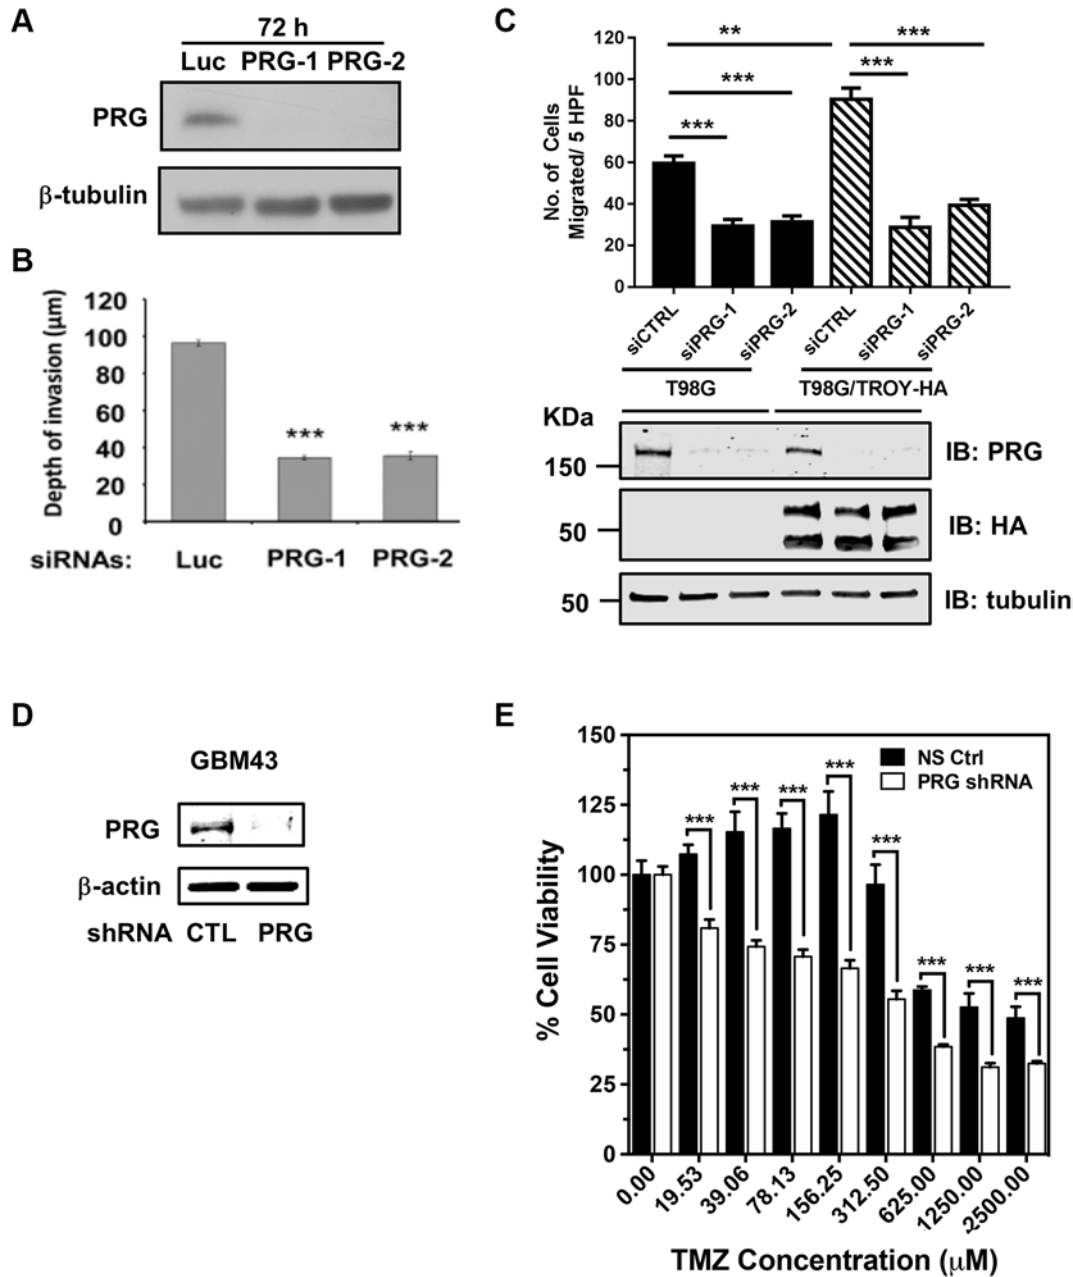 A
72 h
Luc PRG-1 PRG-2
PRG
β-tubulin
B
Depth of invasion (μm)
120
100
80
60
40
20
0
*** ***
siRNAs: Luc PRG-1 PRG-2
C
No. of Cells
Migrated/ 5 HPF
120
100
80
60
40
20
0
** ***
*** ***
***
siCTRL siPRG-1 siPRG-2 siCTRL siPRG-1 siPRG-2
T98G T98G/TROY-HA
KDa
150 IB: PRG
50 IB: HA
50 IB: tubulin
D
GBM43
PRG
β-actin
shRNA CTL PRG
E
% Cell Viability
150
125
100
75
50
25
0
NS Ctrl
PRG shRNA
*** *** *** *** *** *** *** ***
0.00 19.53 39.06 78.13 156.25 312.50 625.00 1250.00 2500.00
TMZ Concentration (μM)